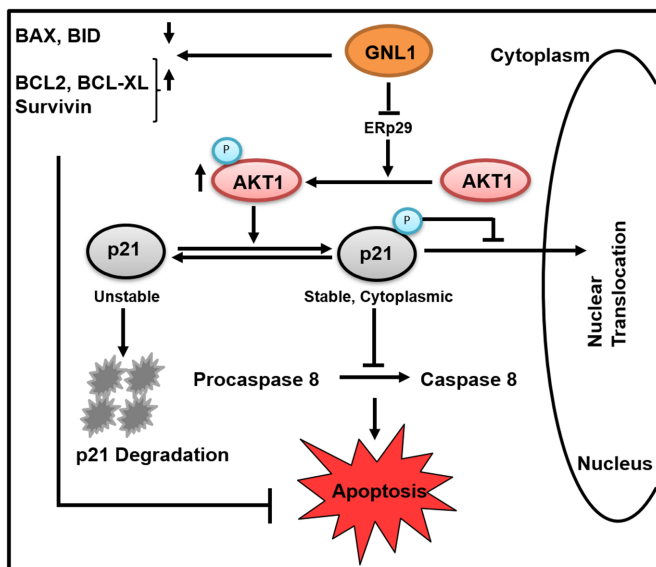 BAX, BID
BCL2, BCL-XL
Survivin
GNL1
Cytoplasm
ERp29
P
AKT1
AKT1
P
p21
p21
Unstable
Stable, Cytoplasmic
Nuclear
Translocation
Procaspase 8
Caspase 8
p21 Degradation
Apoptosis
Nucleus